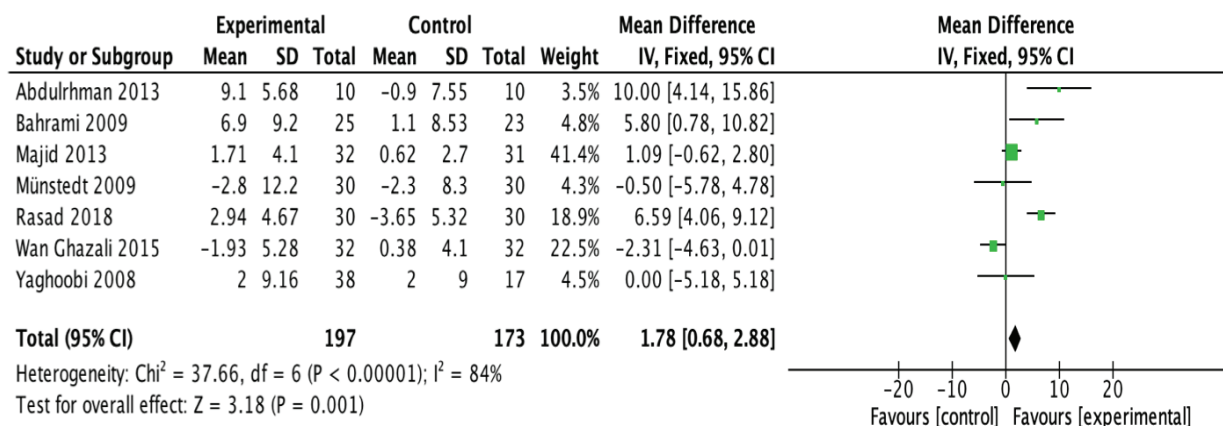 Experimental Control Mean Difference Mean Difference
Study or Subgroup Mean SD Total Mean SD Total Weight IV, Fixed, 95% CI IV, Fixed, 95% CI
Abdulrhman 2013 9.1 5.68 10 −0.9 7.55 10 3.5% 10.00 [4.14, 15.86]
Bahrami 2009 6.9 9.2 25 1.1 8.53 23 4.8% 5.80 [0.78, 10.82]
Majid 2013 1.71 4.1 32 0.62 2.7 31 41.4% 1.09 [−0.62, 2.80]
Münstedt 2009 −2.8 12.2 30 −2.3 8.3 30 4.3% −0.50 [−5.78, 4.78]
Rasad 2018 2.94 4.67 30 −3.65 5.32 30 18.9% 6.59 [4.06, 9.12]
Wan Ghazali 2015 −1.93 5.28 32 0.38 4.1 32 22.5% −2.31 [−4.63, 0.01]
Yaghoobi 2008 2 9.16 38 2 9 17 4.5% 0.00 [−5.18, 5.18]
Total (95% CI) 197 173 100.0% 1.78 [0.68, 2.88]
Heterogeneity: Chi² = 37.66, df = 6 (P < 0.00001); I² = 84%
Test for overall effect: Z = 3.18 (P = 0.001)
−20 −10 0 10 20
Favours [control] Favours [experimental]